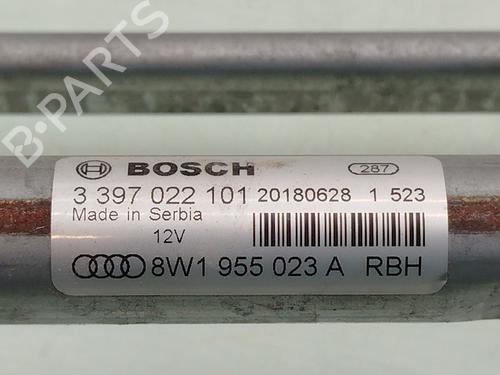 B-PARTS
BOSCH 287
3 397 022 101 20180628 1 523
Made in Serbia
12V
8W1 955 023 A RBH